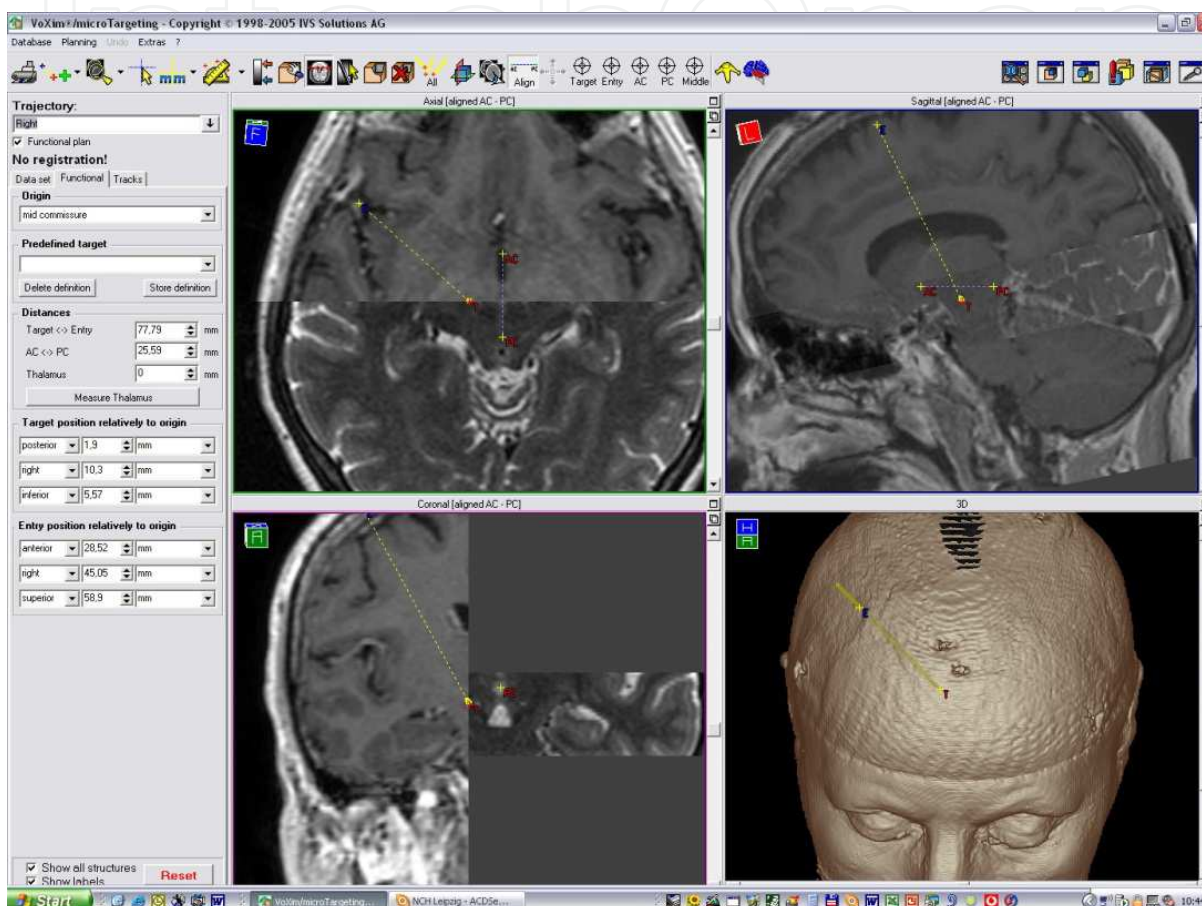 VoXim®/microTargeting - Copyright © 1998-2005 IVS Solutions AG
Database Planning Undo Extras ?
All Align Target Entry AC PC Middle
Trajectory:
Right
Functional plan
No registration!
Data set Functional Tracks
Origin
mid commissure
Predefined target
Delete definition Store definition
Distances
Target <-> Entry 77,79 mm
AC <-> PC 25,59 mm
Thalamus 0 mm
Measure Thalamus
Target position relatively to origin
posterior 1,9 mm
right 10,3 mm
inferior 5,57 mm
Entry position relatively to origin
anterior 28,52 mm
right 45,05 mm
superior 58,9 mm
Show all structures
Show labels
Reset
Axial [aligned AC - PC]
F
AC
PC
Sagittal [aligned AC - PC]
L
E
AC PC
T
Coronal [aligned AC - PC]
A
PC
3D
H
A
E
T
Start VoXim/microTargeting... NCH Leipzig - ACDSe...